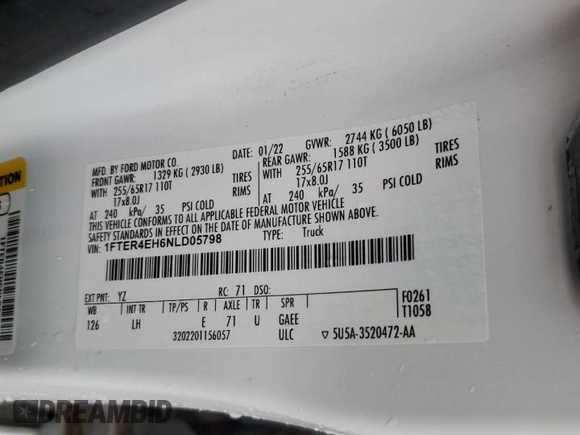 MFD. BY FORD MOTOR CO.
DATE: 01/22 GVWR: 2744 KG ( 6050 LB)
FRONT GAWR: 1329 KG ( 2930 LB) REAR GAWR: 1588 KG ( 3500 LB)
WITH 255/65R17 110T TIRES WITH 255/65R17 110T TIRES
17x8.0J RIMS 17x8.0J RIMS
AT 240 kPa/ 35 PSI COLD AT 240 kPa/ 35 PSI COLD
THIS VEHICLE CONFORMS TO ALL APPLICABLE FEDERAL MOTOR VEHICLE
SAFETY STANDARDS IN EFFECT ON THE DATE OF MANUFACTURE SHOWN ABOVE.
VIN: 1FTER4EH6NLD05798 TYPE: Truck
EXT PNT: YZ RC: 71 DSO:
WB INT TR TP/PS R AXLE TR SPR
126 LH E 71 U GAEE
3202201156057 ULC
F0261
T1058
▽ 5U5A-3520472-AA
DREAMBID